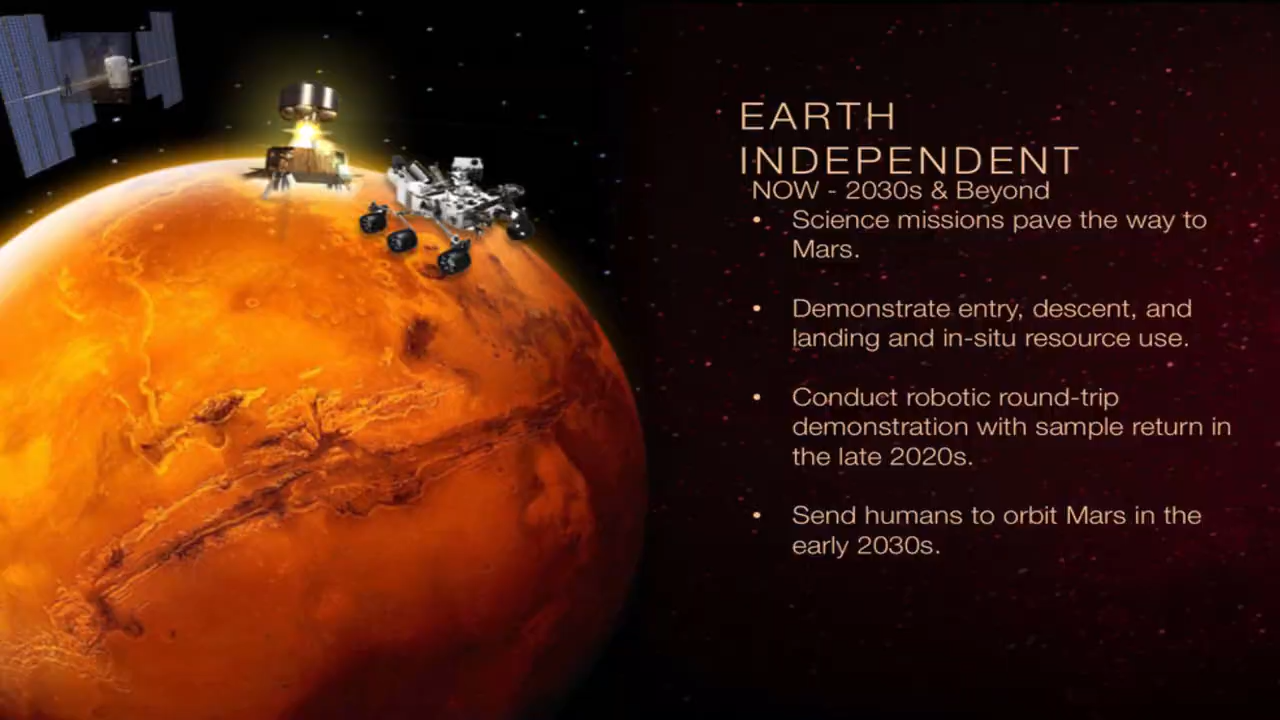 EARTH
INDEPENDENT
NOW - 2030s & Beyond
• Science missions pave the way to
Mars.
• Demonstrate entry, descent, and
landing and in-situ resource use.
• Conduct robotic round-trip
demonstration with sample return in
the late 2020s.
• Send humans to orbit Mars in the
early 2030s.